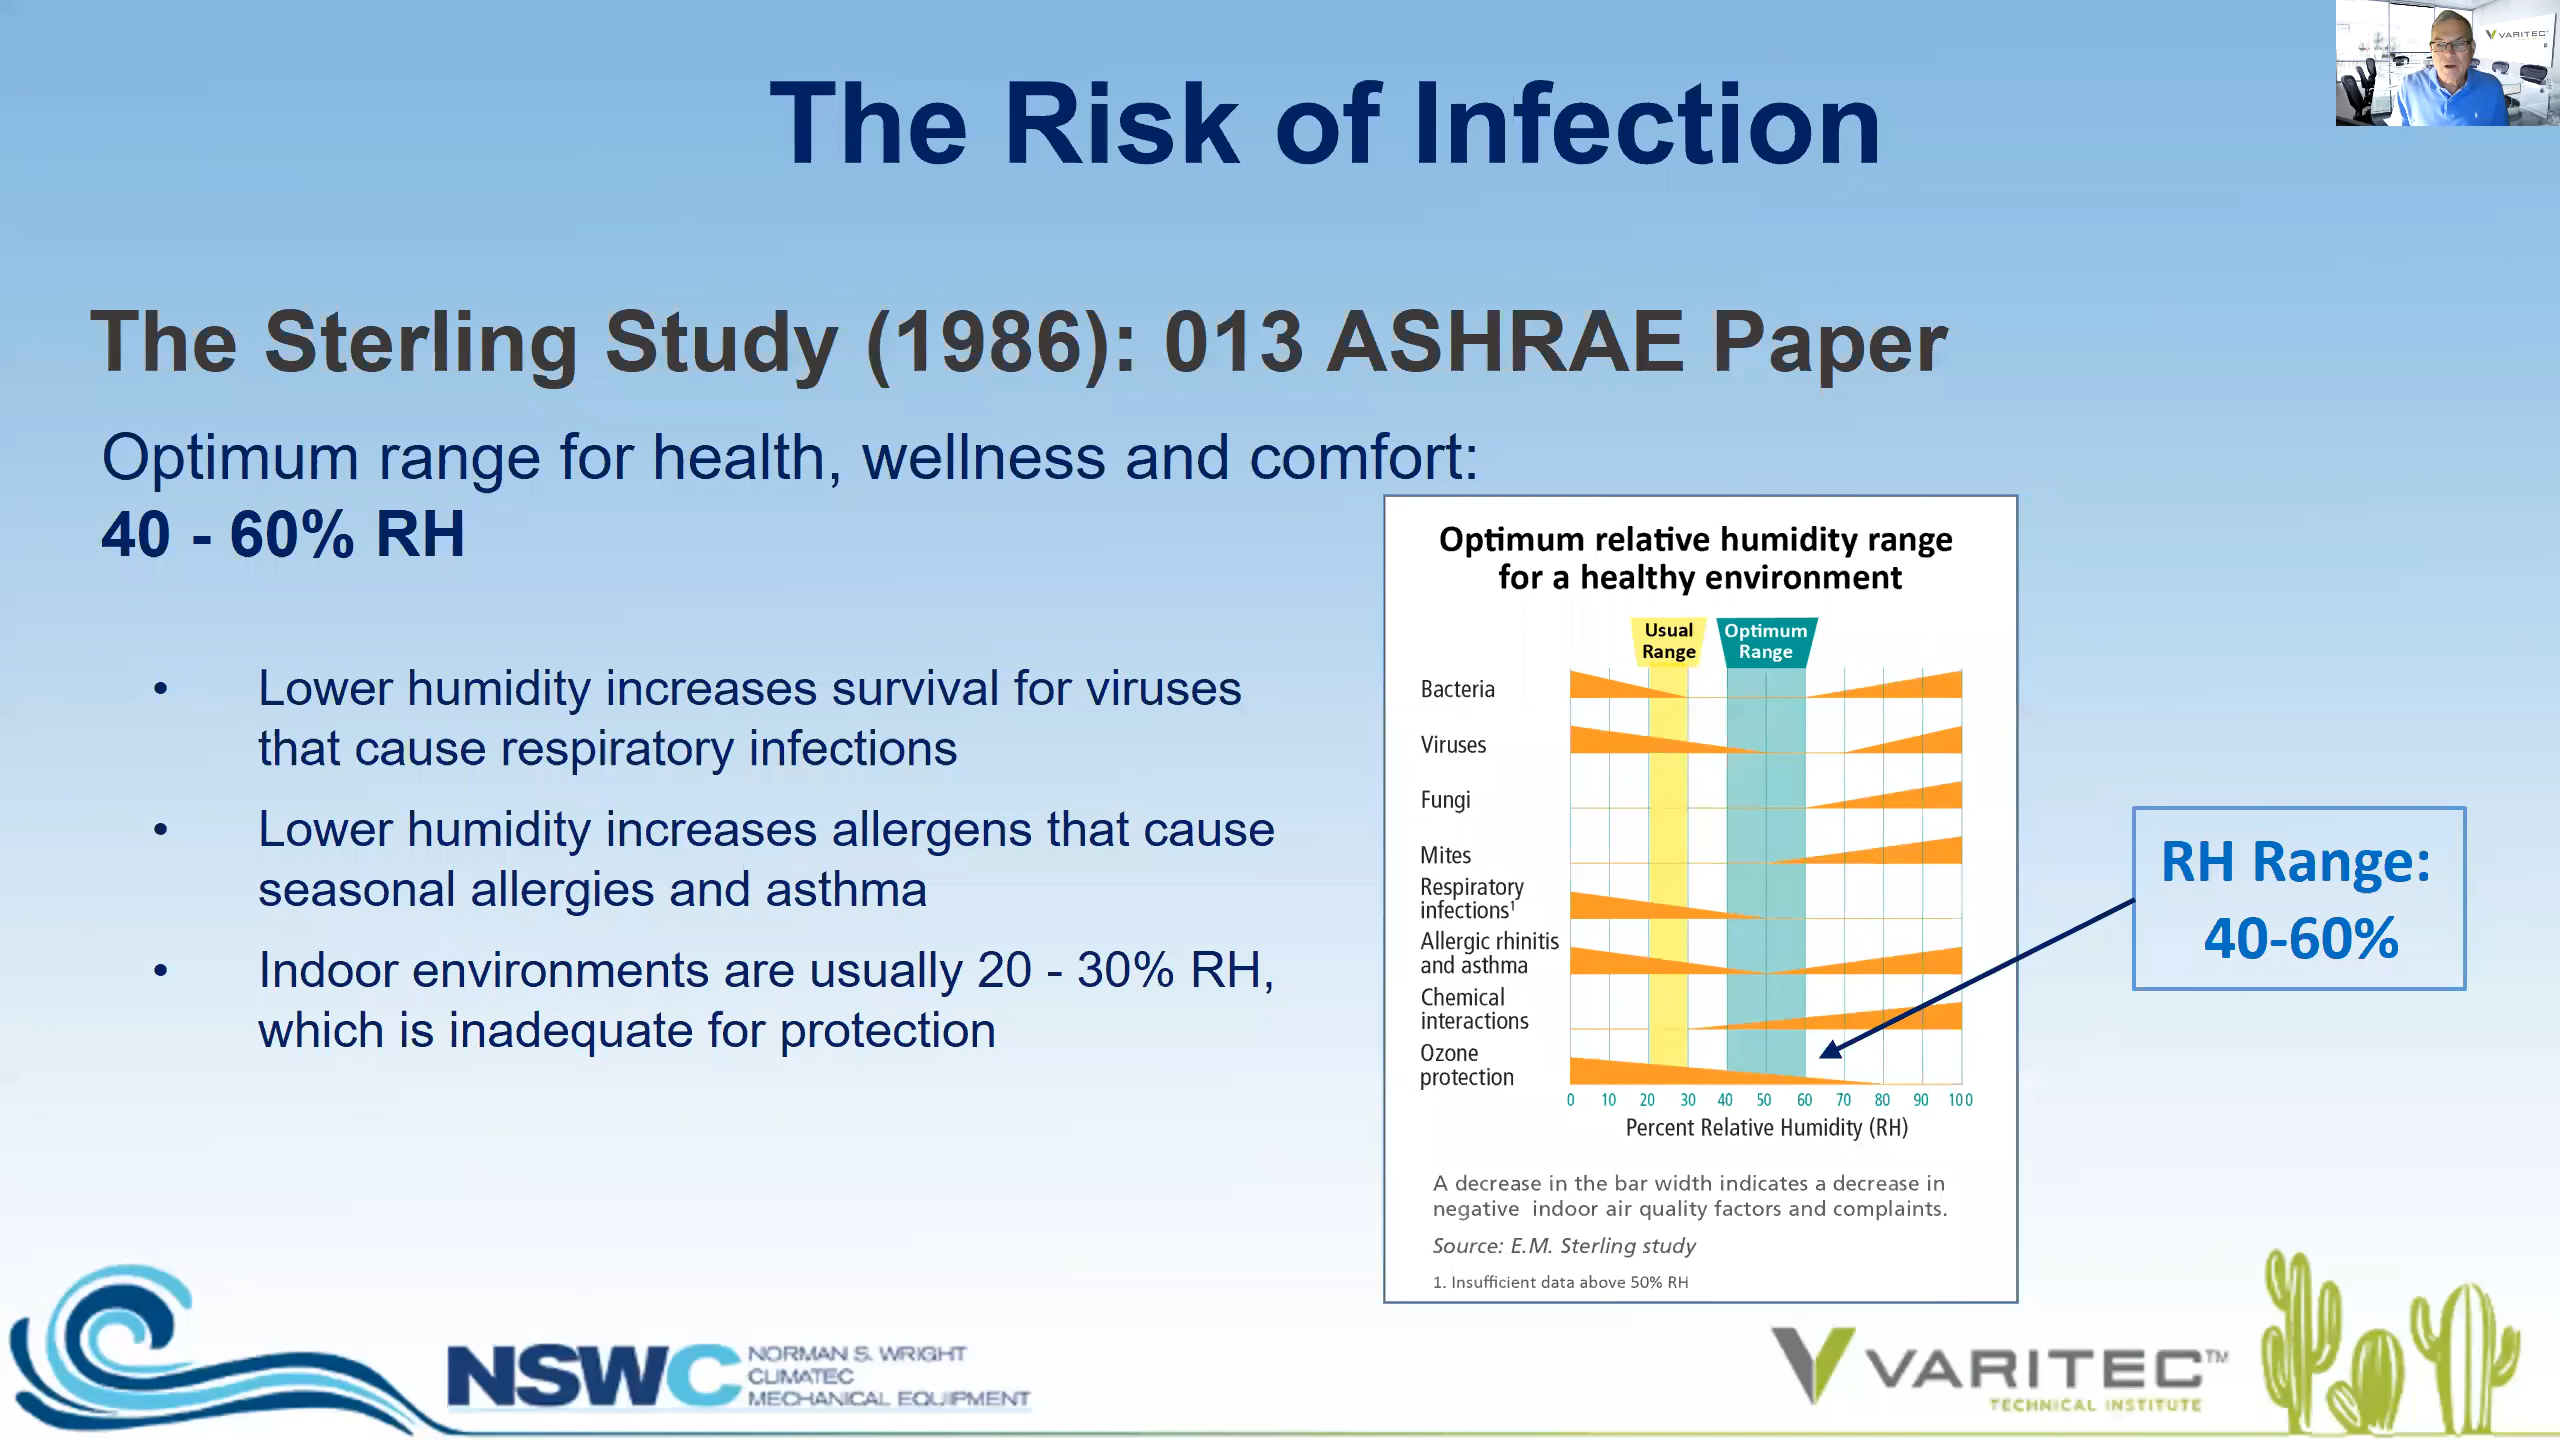 VARITEC
The Risk of Infection
The Sterling Study (1986): 013 ASHRAE Paper
Optimum range for health, wellness and comfort:
40 - 60% RH
• Lower humidity increases survival for viruses
that cause respiratory infections
• Lower humidity increases allergens that cause
seasonal allergies and asthma
• Indoor environments are usually 20 - 30% RH,
which is inadequate for protection
Optimum relative humidity range
for a healthy environment
Usual
Range
Optimum
Range
Bacteria
Viruses
Fungi
Mites
Respiratory
infections¹
Allergic rhinitis
and asthma
Chemical
interactions
Ozone
protection
0 10 20 30 40 50 60 70 80 90 100
Percent Relative Humidity (RH)
A decrease in the bar width indicates a decrease in
negative indoor air quality factors and complaints.
Source: E.M. Sterling study
1. Insufficient data above 50% RH
RH Range:
40-60%
NSWC
NORMAN S. WRIGHT
CLIMATEC
MECHANICAL EQUIPMENT
VARITEC™
TECHNICAL INSTITUTE